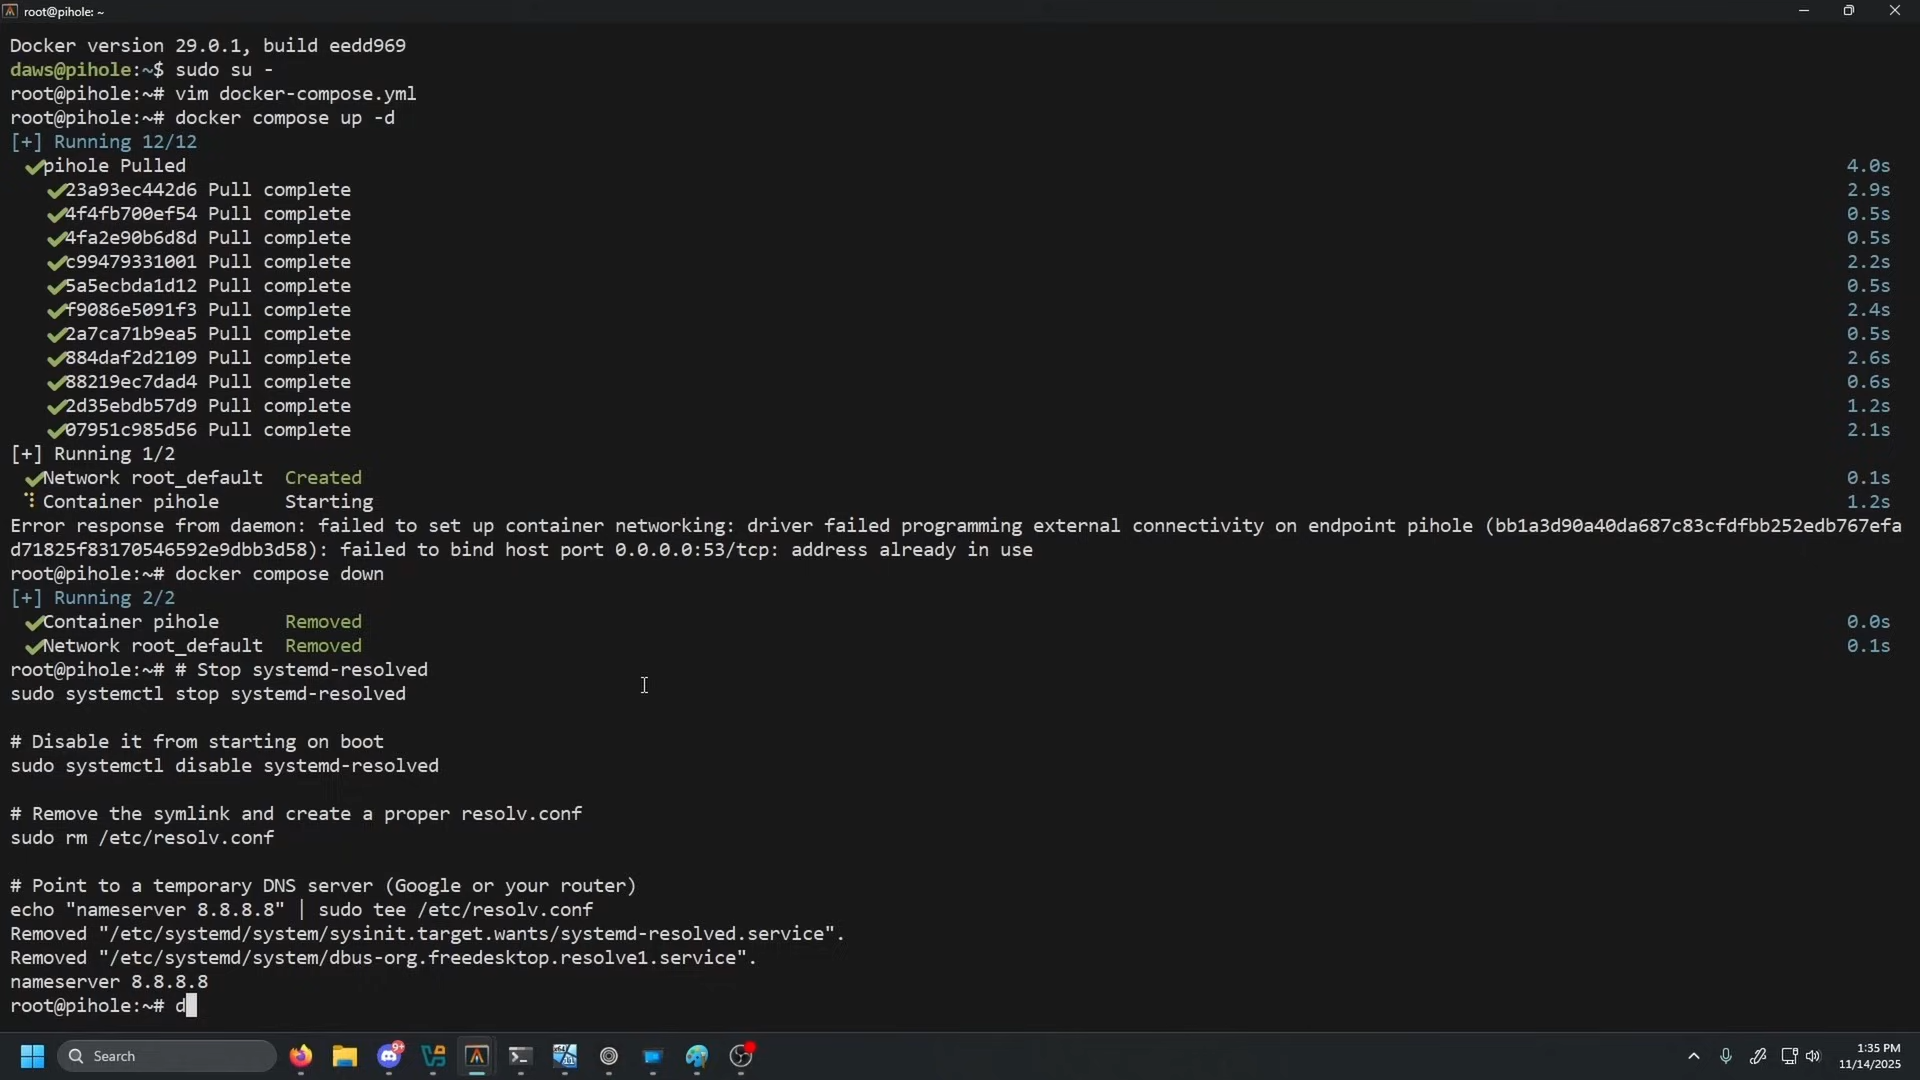 root@pihole: ~
Docker version 29.0.1, build eedd969
daws@pihole:~$ sudo su -
root@pihole:~# vim docker-compose.yml
root@pihole:~# docker compose up -d
[+] Running 12/12
pihole Pulled 4.0s
23a93ec442d6 Pull complete 2.9s
4f4fb700ef54 Pull complete 0.5s
4fa2e90b6d8d Pull complete 0.5s
c99479331001 Pull complete 2.2s
5a5ecbda1d12 Pull complete 0.5s
f9086e5091f3 Pull complete 2.4s
2a7ca71b9ea5 Pull complete 0.5s
884daf2d2109 Pull complete 2.6s
88219ec7dad4 Pull complete 0.6s
2d35ebdb57d9 Pull complete 1.2s
07951c985d56 Pull complete 2.1s
[+] Running 1/2
Network root_default Created 0.1s
Container pihole Starting 1.2s
Error response from daemon: failed to set up container networking: driver failed programming external connectivity on endpoint pihole (bb1a3d90a40da687c83cfdfbb252edb767efa
d71825f83170546592e9dbb3d58): failed to bind host port 0.0.0.0:53/tcp: address already in use
root@pihole:~# docker compose down
[+] Running 2/2
Container pihole Removed 0.0s
Network root_default Removed 0.1s
root@pihole:~# # Stop systemd-resolved
sudo systemctl stop systemd-resolved
# Disable it from starting on boot
sudo systemctl disable systemd-resolved
# Remove the symlink and create a proper resolv.conf
sudo rm /etc/resolv.conf
# Point to a temporary DNS server (Google or your router)
echo "nameserver 8.8.8.8" | sudo tee /etc/resolv.conf
Removed "/etc/systemd/system/sysinit.target.wants/systemd-resolved.service".
Removed "/etc/systemd/system/dbus-org.freedesktop.resolve1.service".
nameserver 8.8.8.8
root@pihole:~# d
Search
9+
1:35 PM
11/14/2025